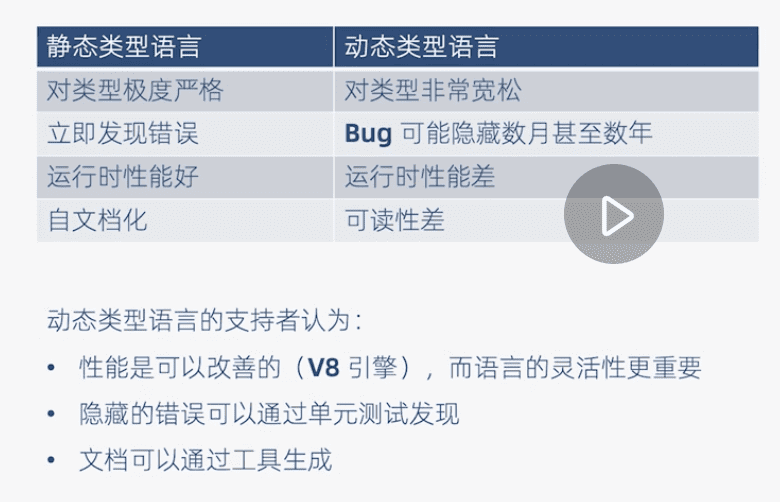 静态类型语言 动态类型语言
对类型极度严格 对类型非常宽松
立即发现错误 Bug 可能隐藏数月甚至数年
运行时性能好 运行时性能差
自文档化 可读性差
动态类型语言的支持者认为：
• 性能是可以改善的（V8 引擎），而语言的灵活性更重要
• 隐藏的错误可以通过单元测试发现
• 文档可以通过工具生成